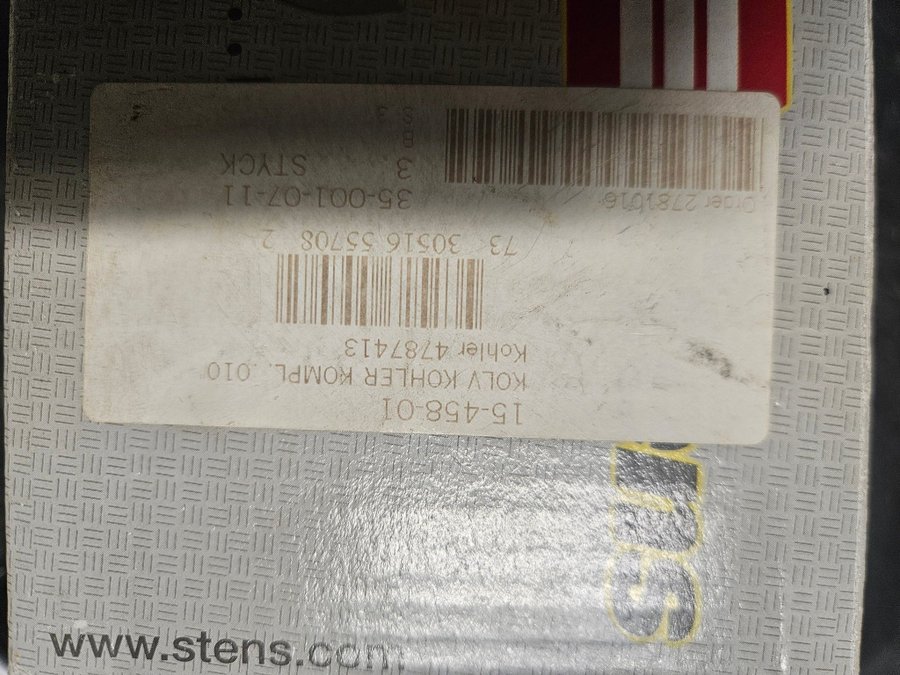 15-458-01
KOLV KOHLER KOMPL. .010
Kohler 4787413
73 30516 55708 2
Order 2781016
35-001-07-11
3 STYCK
www.stens.com